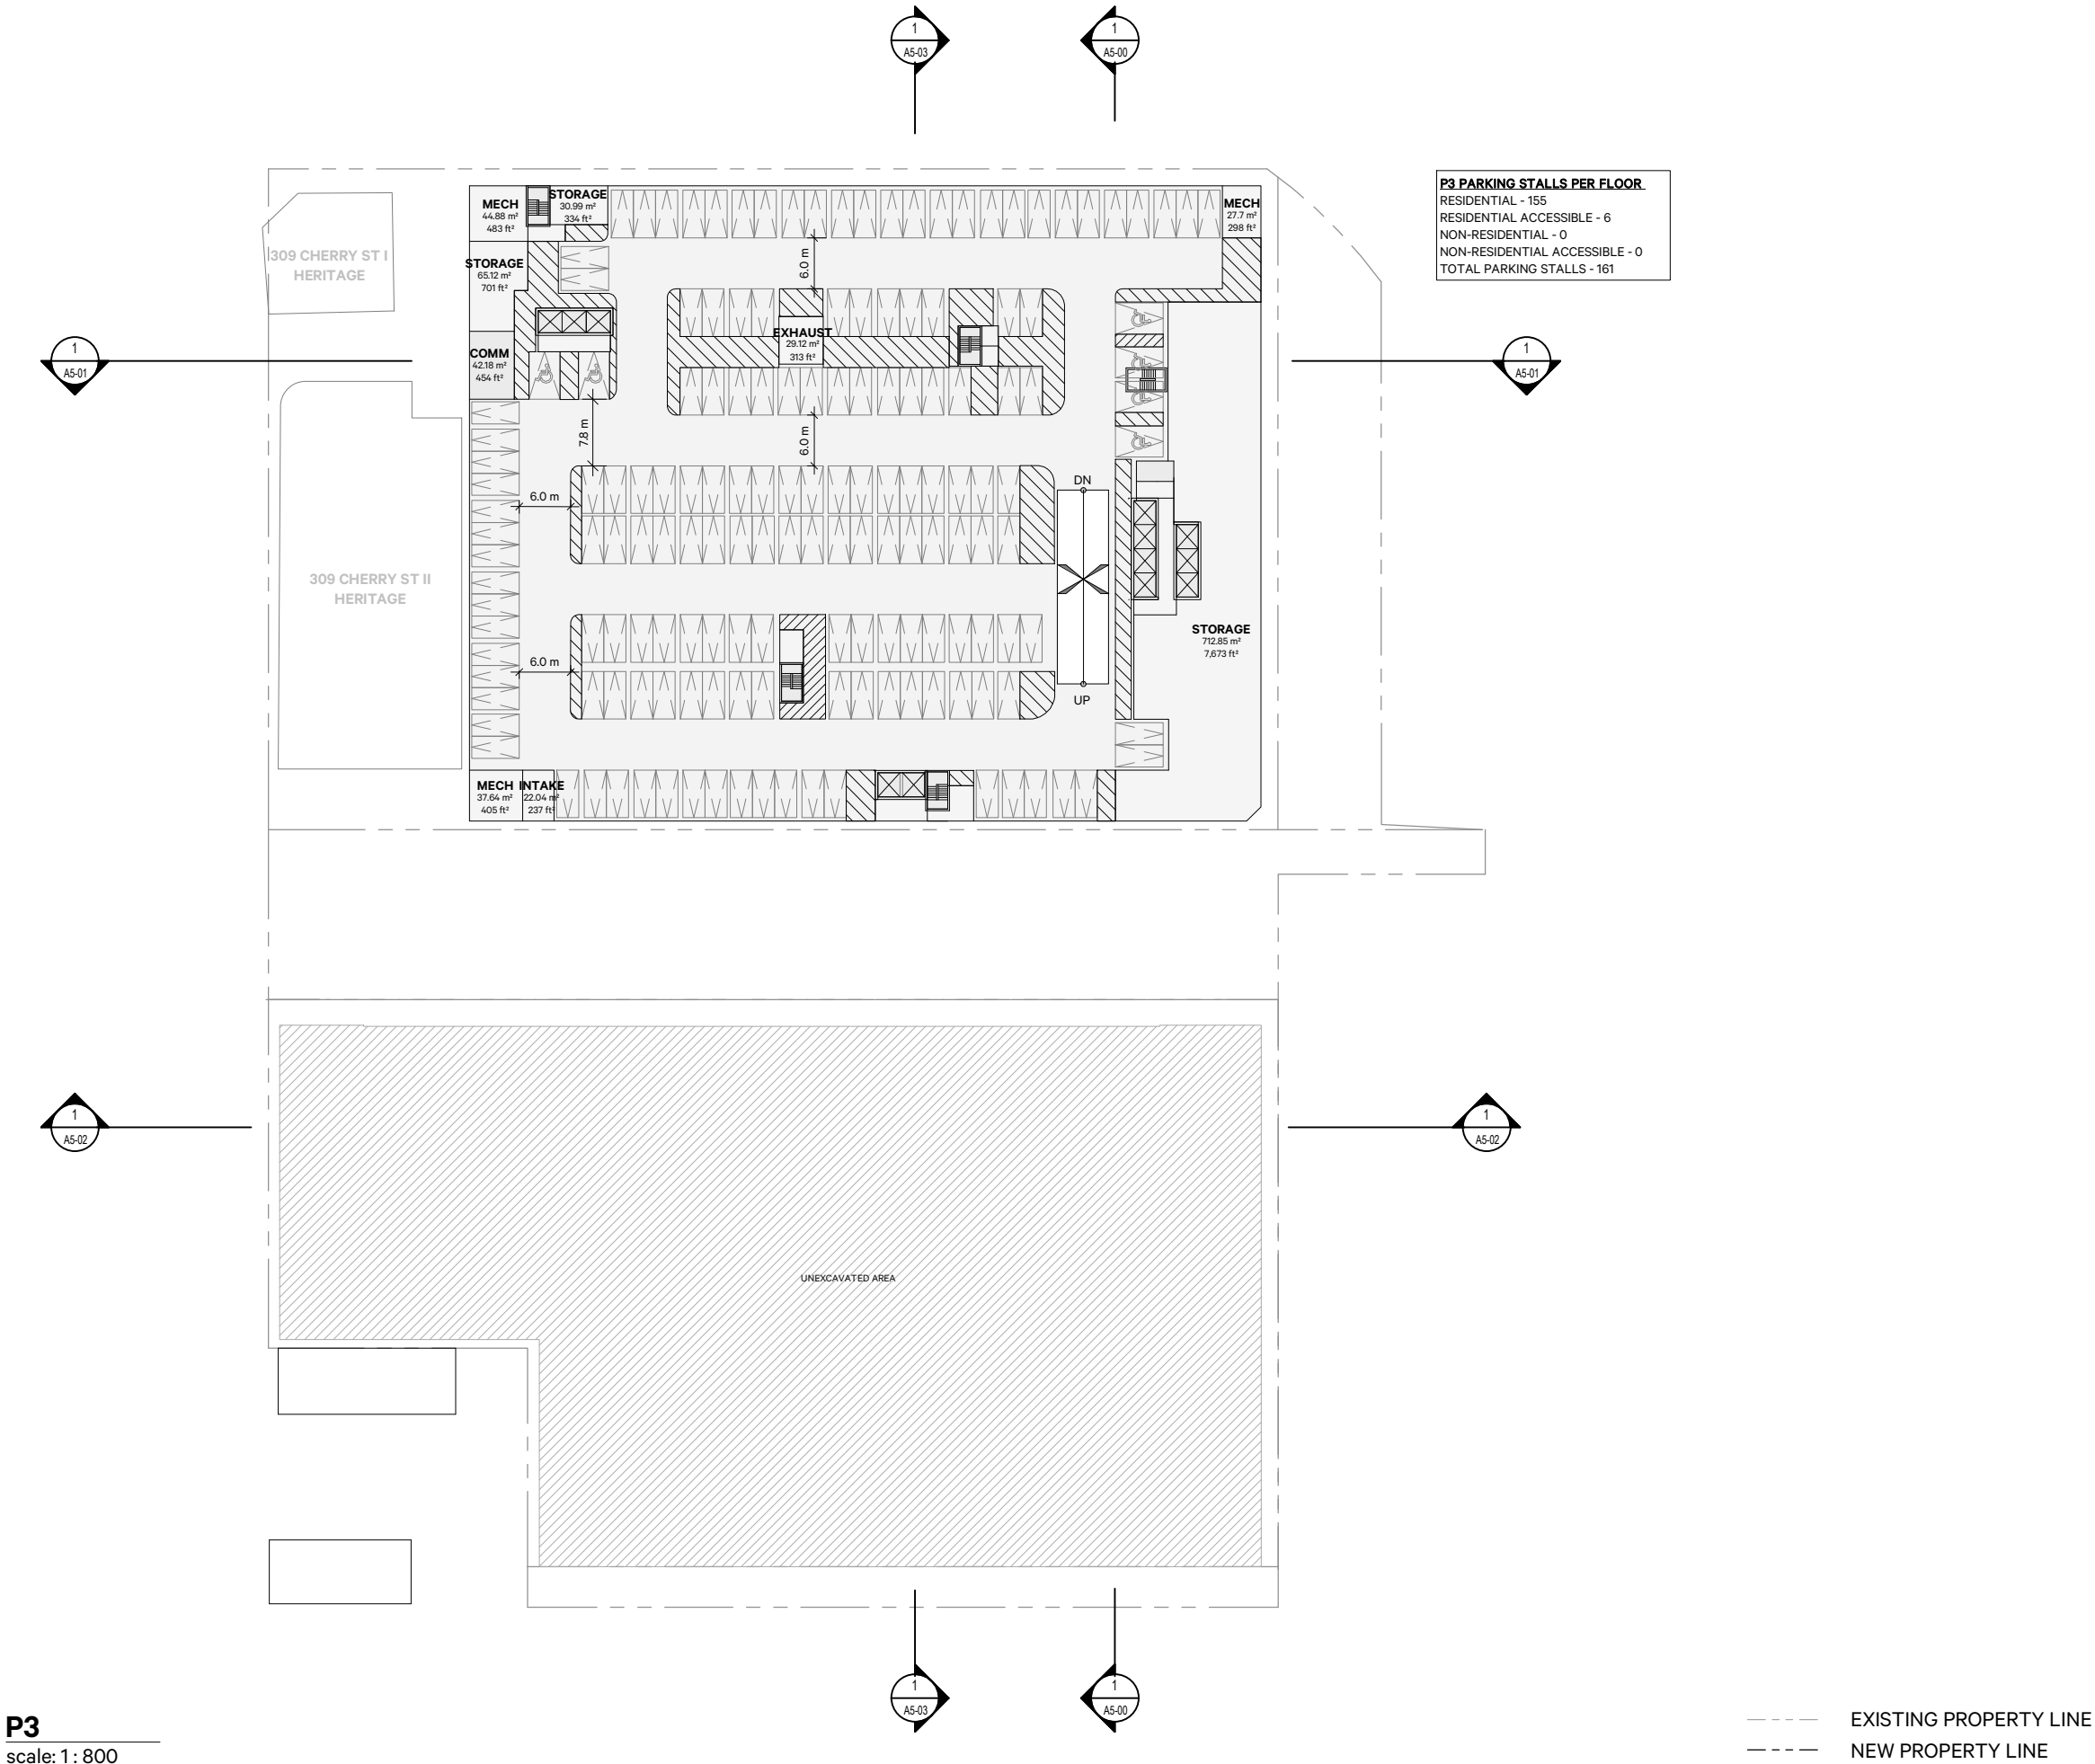 1
A5-03
1
A5-00
P3 PARKING STALLS PER FLOOR
RESIDENTIAL - 155
RESIDENTIAL ACCESSIBLE - 6
NON-RESIDENTIAL - 0
NON-RESIDENTIAL ACCESSIBLE - 0
TOTAL PARKING STALLS - 161
MECH
44.88 m²
483 ft²
STORAGE
30.99 m²
334 ft²
MECH
27.7 m²
298 ft²
309 CHERRY ST I
HERITAGE
STORAGE
65.12 m²
701 ft²
6.0 m
EXHAUST
29.12 m²
313 ft²
1
A5-01
COMM
42.18 m²
454 ft²
1
A5-01
7.8 m
6.0 m
6.0 m
DN
309 CHERRY ST II
HERITAGE
STORAGE
712.85 m²
7,673 ft²
6.0 m
UP
MECH
37.64 m²
405 ft²
INTAKE
22.04 m²
237 ft²
1
A5-02
1
A5-02
UNEXCAVATED AREA
1
A5-03
1
A5-00
P3
scale: 1 : 800
EXISTING PROPERTY LINE
NEW PROPERTY LINE